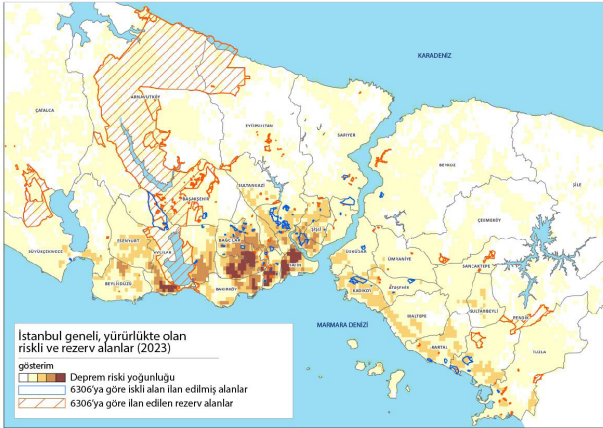 KARADENİZ
ÇATALCA
ARNAVUTKÖY
EYÜPSULTAN
SARIYER
BEYKOZ
ŞİLE
SULTANGAZİ
BAŞAKŞEHİR
ÇEKMEKÖY
BÜYÜKÇEKMECE
ESENYURT
AVCILAR
BAĞCILAR
ŞİŞLİ
FATİH
BAKIRKÖY
BEYLİKDÜZÜ
ÜSKÜDAR
ÜMRANİYE
SANCAKTEPE
KADIKÖY
ATAŞEHİR
SULTANBEYLİ
PENDİK
MALTEPE
KARTAL
TUZLA
MARMARA DENİZİ
İstanbul geneli, yürürlükte olan
riskli ve rezerv alanlar (2023)
gösterim
Deprem riski yoğunluğu
6306'ya göre iskli alan ilan edilmiş alanlar
6306'ya göre ilan edilen rezerv alanlar